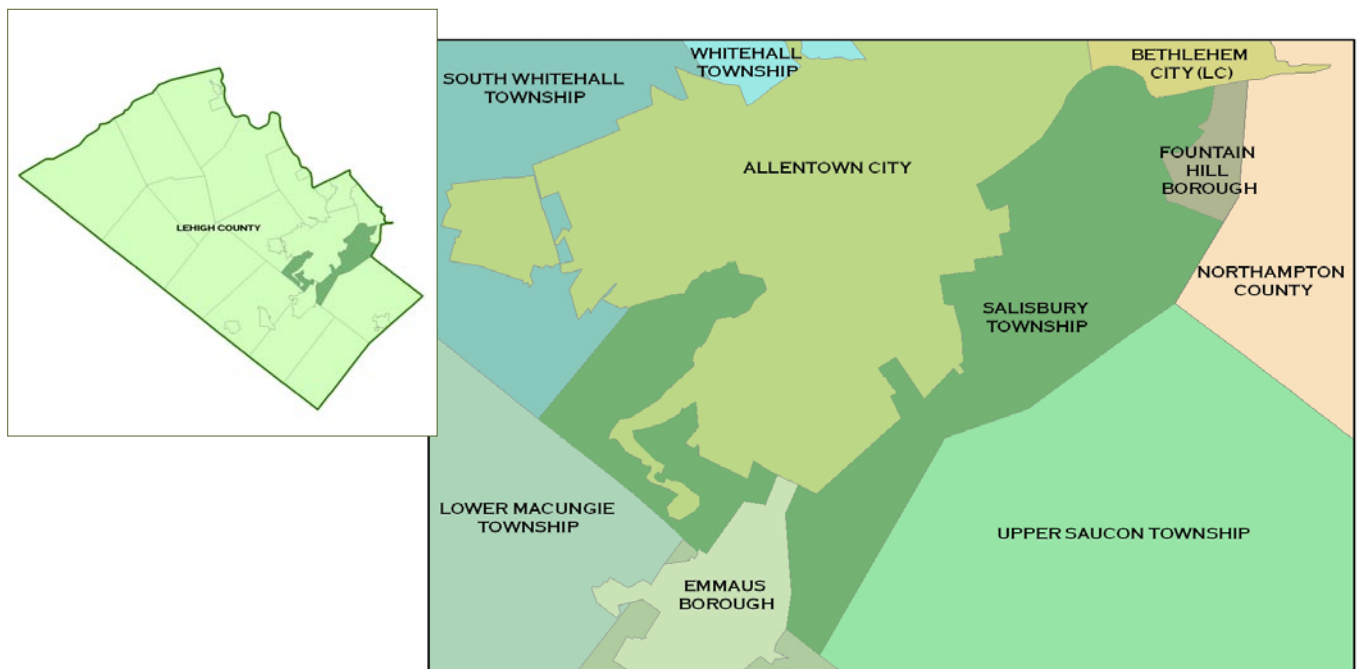 LEHIGH COUNTY
SOUTH WHITEHALL
TOWNSHIP
WHITEHALL
TOWNSHIP
BETHLEHEM
CITY (LC)
ALLENTOWN CITY
FOUNTAIN
HILL
BOROUGH
NORTHAMPTON
COUNTY
SALISBURY
TOWNSHIP
LOWER MACUNGIE
TOWNSHIP
UPPER SAUCON TOWNSHIP
EMMAUS
BOROUGH